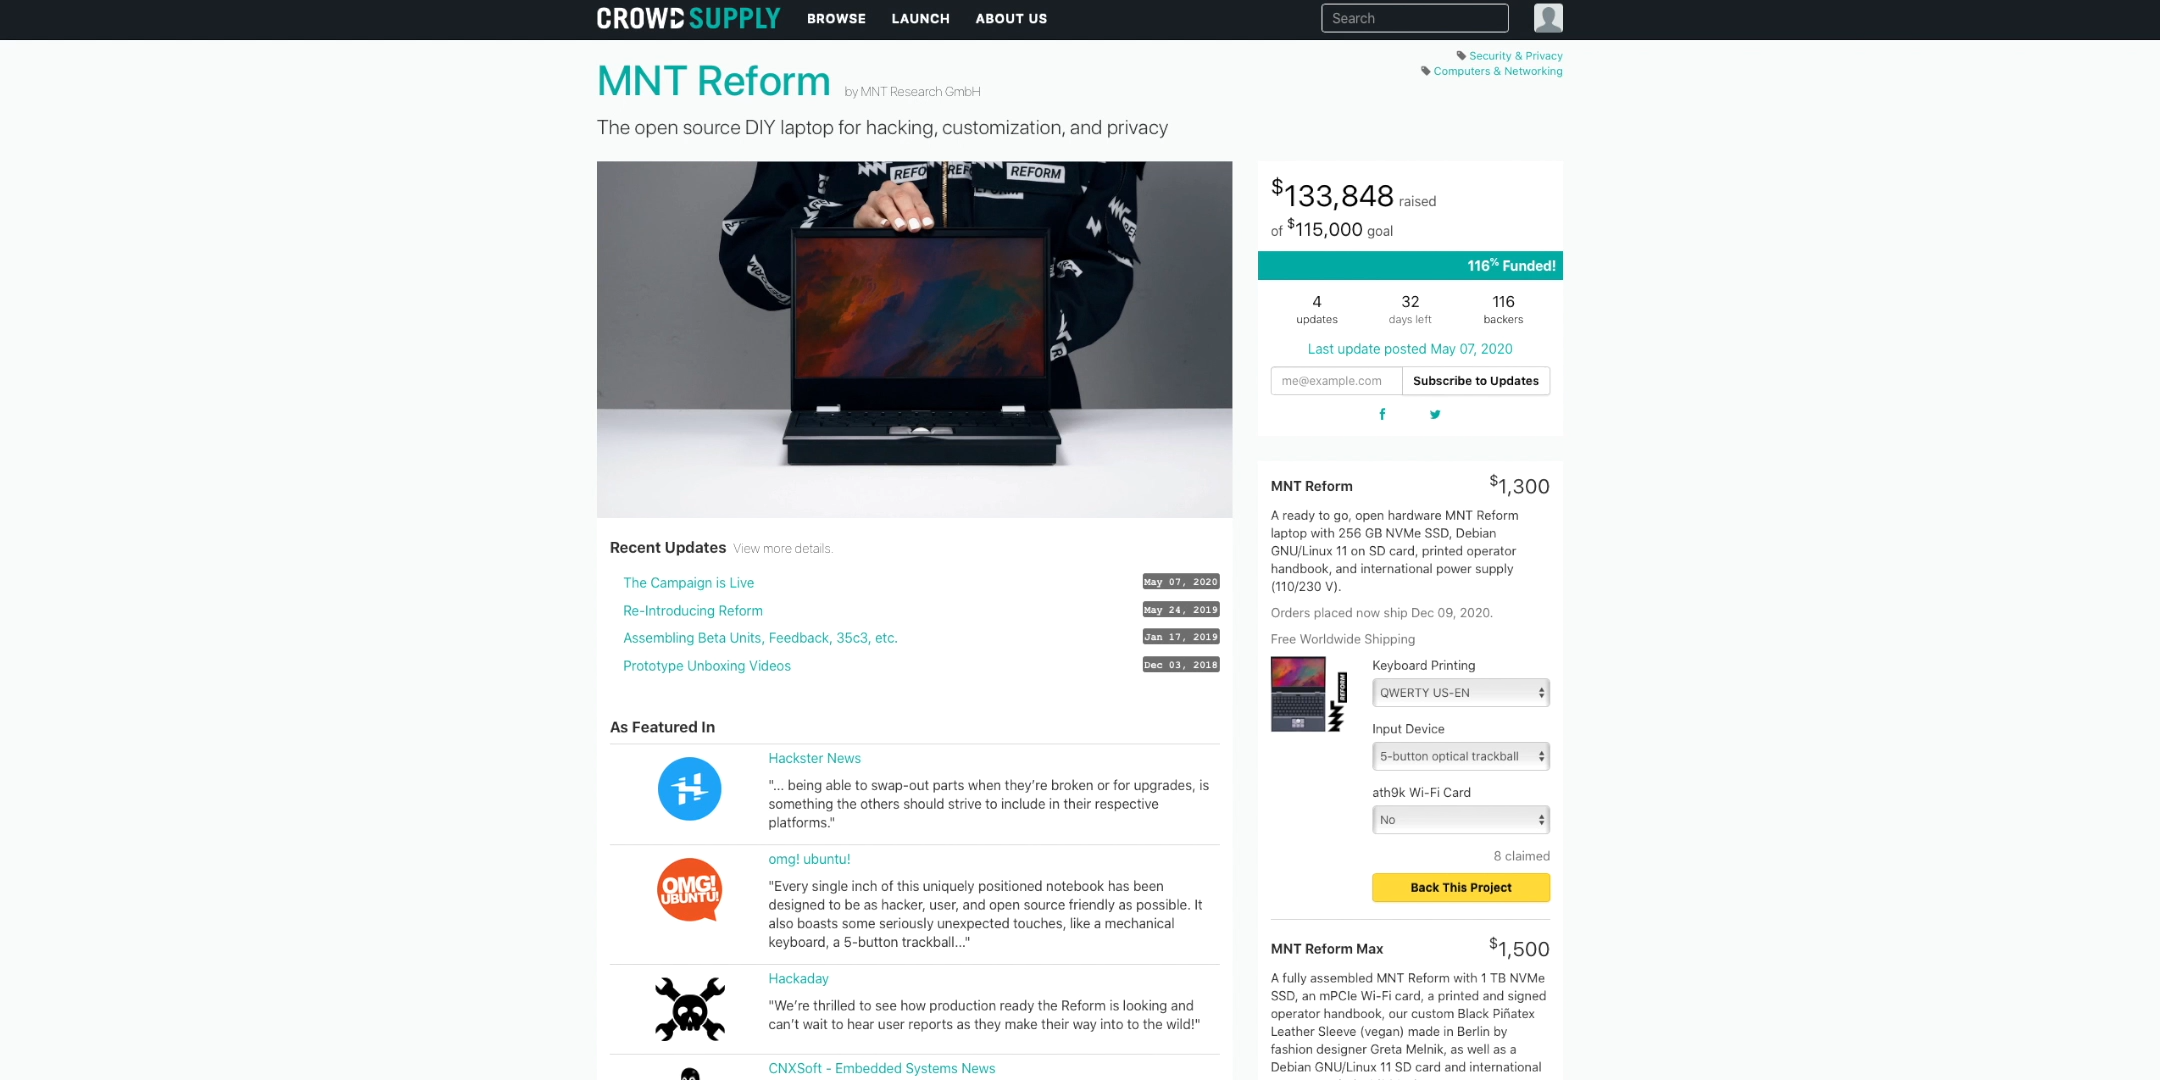 CROWD SUPPLY BROWSE LAUNCH ABOUT US Search
Security & Privacy
Computers & Networking
MNT Reform by MNT Research GmbH
The open source DIY laptop for hacking, customization, and privacy
REFO
REF
REFORM
$133,848 raised
of $115,000 goal
116% Funded!
4 32 116
updates days left backers
Last update posted May 07, 2020
me@example.com Subscribe to Updates
Recent Updates View more details.
The Campaign is Live May 07, 2020
Re-Introducing Reform May 24, 2019
Assembling Beta Units, Feedback, 35c3, etc. Jan 17, 2019
Prototype Unboxing Videos Dec 03, 2018
As Featured In
Hackster News
"... being able to swap-out parts when they're broken or for upgrades, is
something the others should strive to include in their respective
platforms."
OMG!
UBUNTU!
omg! ubuntu!
"Every single inch of this uniquely positioned notebook has been
designed to be as hacker, user, and open source friendly as possible. It
also boasts some seriously unexpected touches, like a mechanical
keyboard, a 5-button trackball..."
Hackaday
"We're thrilled to see how production ready the Reform is looking and
can't wait to hear user reports as they make their way into to the wild!"
CNXSoft - Embedded Systems News
MNT Reform $1,300
A ready to go, open hardware MNT Reform
laptop with 256 GB NVMe SSD, Debian
GNU/Linux 11 on SD card, printed operator
handbook, and international power supply
(110/230 V).
Orders placed now ship Dec 09, 2020.
Free Worldwide Shipping
REFORM
Keyboard Printing
QWERTY US-EN
Input Device
5-button optical trackball
ath9k Wi-Fi Card
No
8 claimed
Back This Project
MNT Reform Max $1,500
A fully assembled MNT Reform with 1 TB NVMe
SSD, an mPCIe Wi-Fi card, a printed and signed
operator handbook, our custom Black Piñatex
Leather Sleeve (vegan) made in Berlin by
fashion designer Greta Melnik, as well as a
Debian GNU/Linux 11 SD card and international